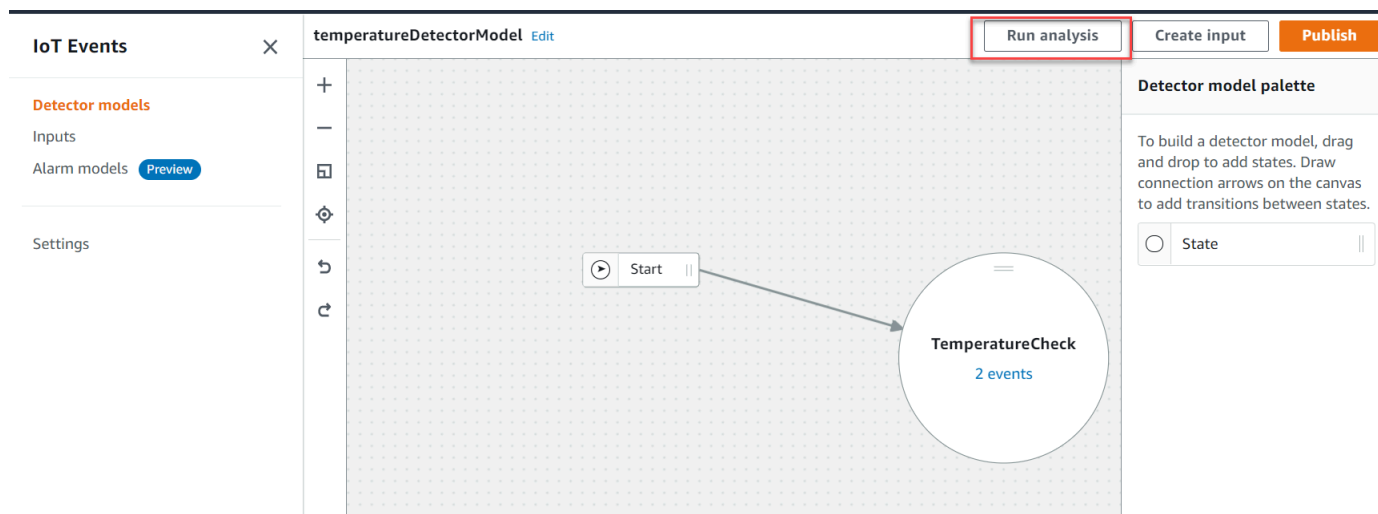 IoT Events
Detector models
Inputs
Alarm models Preview
Settings
temperatureDetectorModel Edit
Run analysis
Create input
Publish
Start
TemperatureCheck
2 events
Detector model palette
To build a detector model, drag
and drop to add states. Draw
connection arrows on the canvas
to add transitions between states.
State